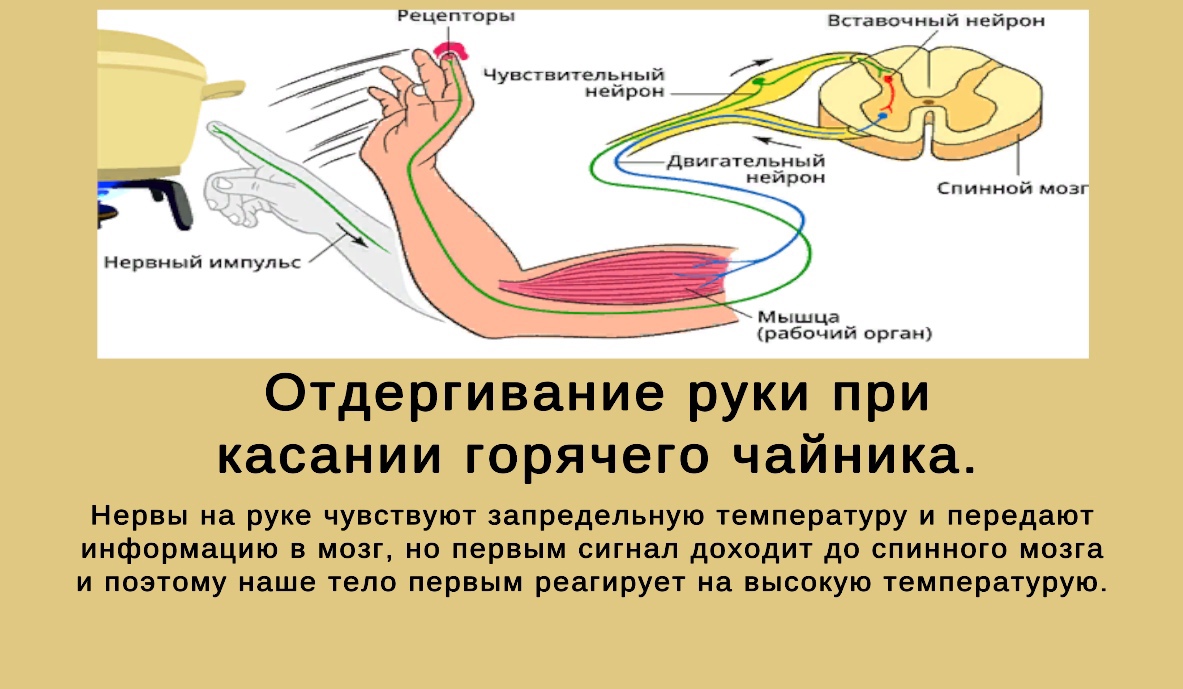 Рецепторы
Вставочный нейрон
Чувствительный
нейрон
Двигательный
нейрон
Спинной мозг
Нервный импульс
Мышца
(рабочий орган)
Отдергивание руки при
касании горячего чайника.
Нервы на руке чувствуют запредельную температуру и передают
информацию в мозг, но первым сигнал доходит до спинного мозга
и поэтому наше тело первым реагирует на высокую температурую.